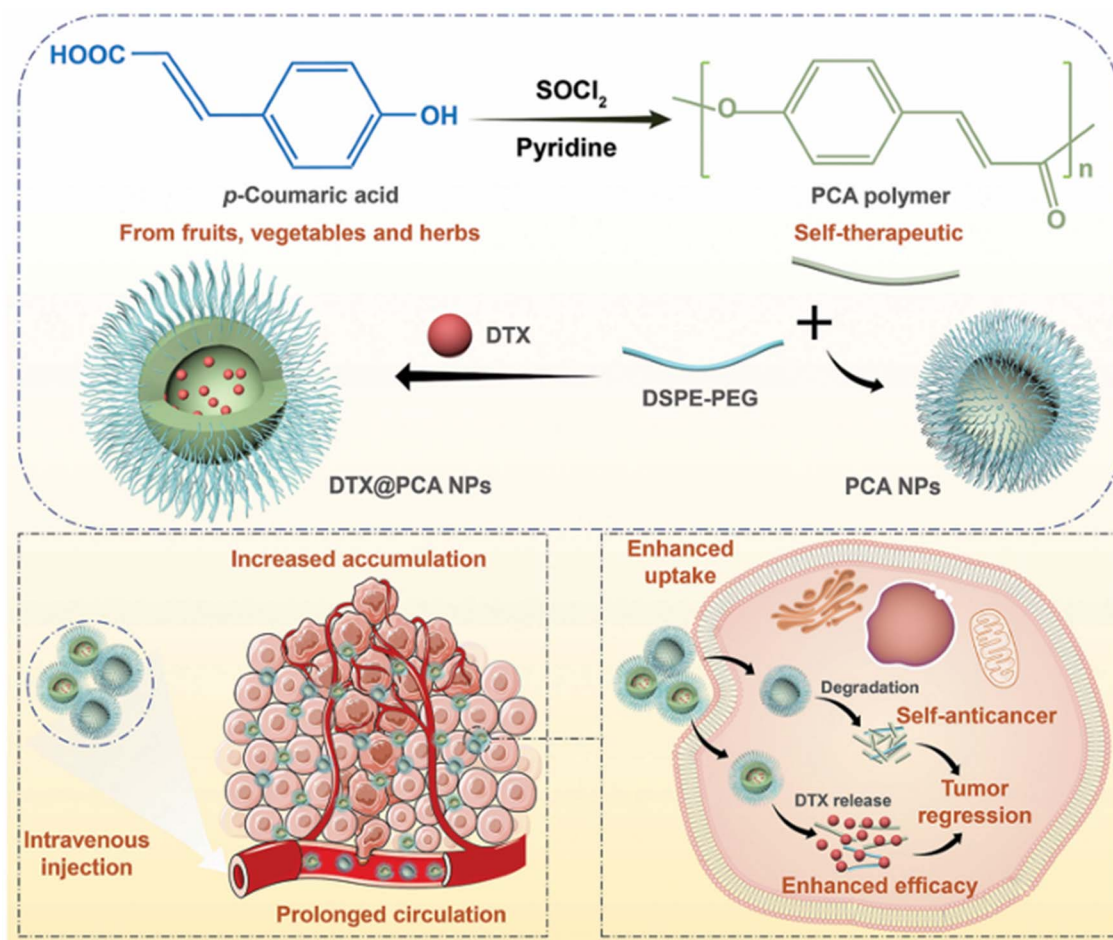 HOOC
OH
SOCl₂
Pyridine
O
O
n
p-Coumaric acid
PCA polymer
From fruits, vegetables and herbs
Self-therapeutic
DTX
+
DSPE-PEG
DTX@PCA NPs
PCA NPs
Increased accumulation
Intravenous
injection
Prolonged circulation
Enhanced
uptake
Degradation
Self-anticancer
DTX release
Tumor
regression
Enhanced efficacy